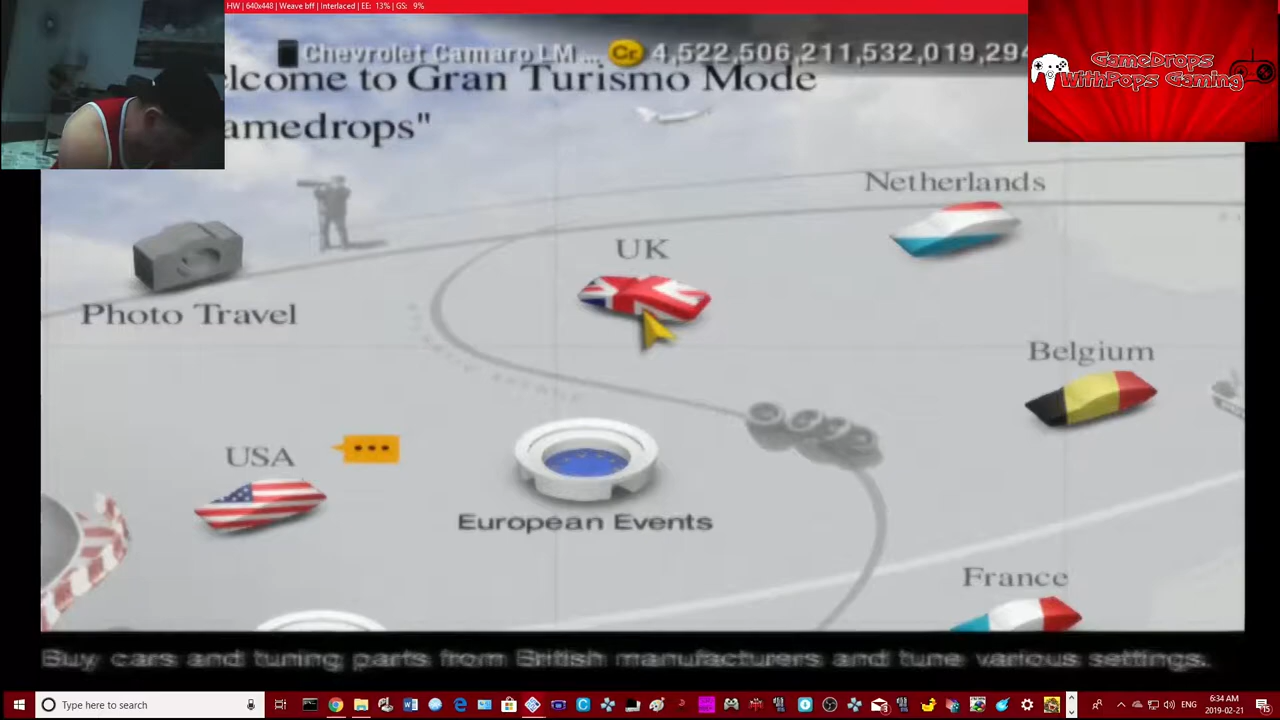 HW | 640x448 | Weave bff | Interlaced | EE: 13% | GS: 9%
Chevrolet Camaro LM ... Cr 4,522,506,211,532,019,294
GameDrops
WithPops Gaming
elcome to Gran Turismo Mode
amedrops"
Netherlands
UK
Photo Travel
Belgium
USA
European Events
France
Buy cars and tuning parts from British manufacturers and tune various settings.
Type here to search
6:34 AM
2019-02-21
15